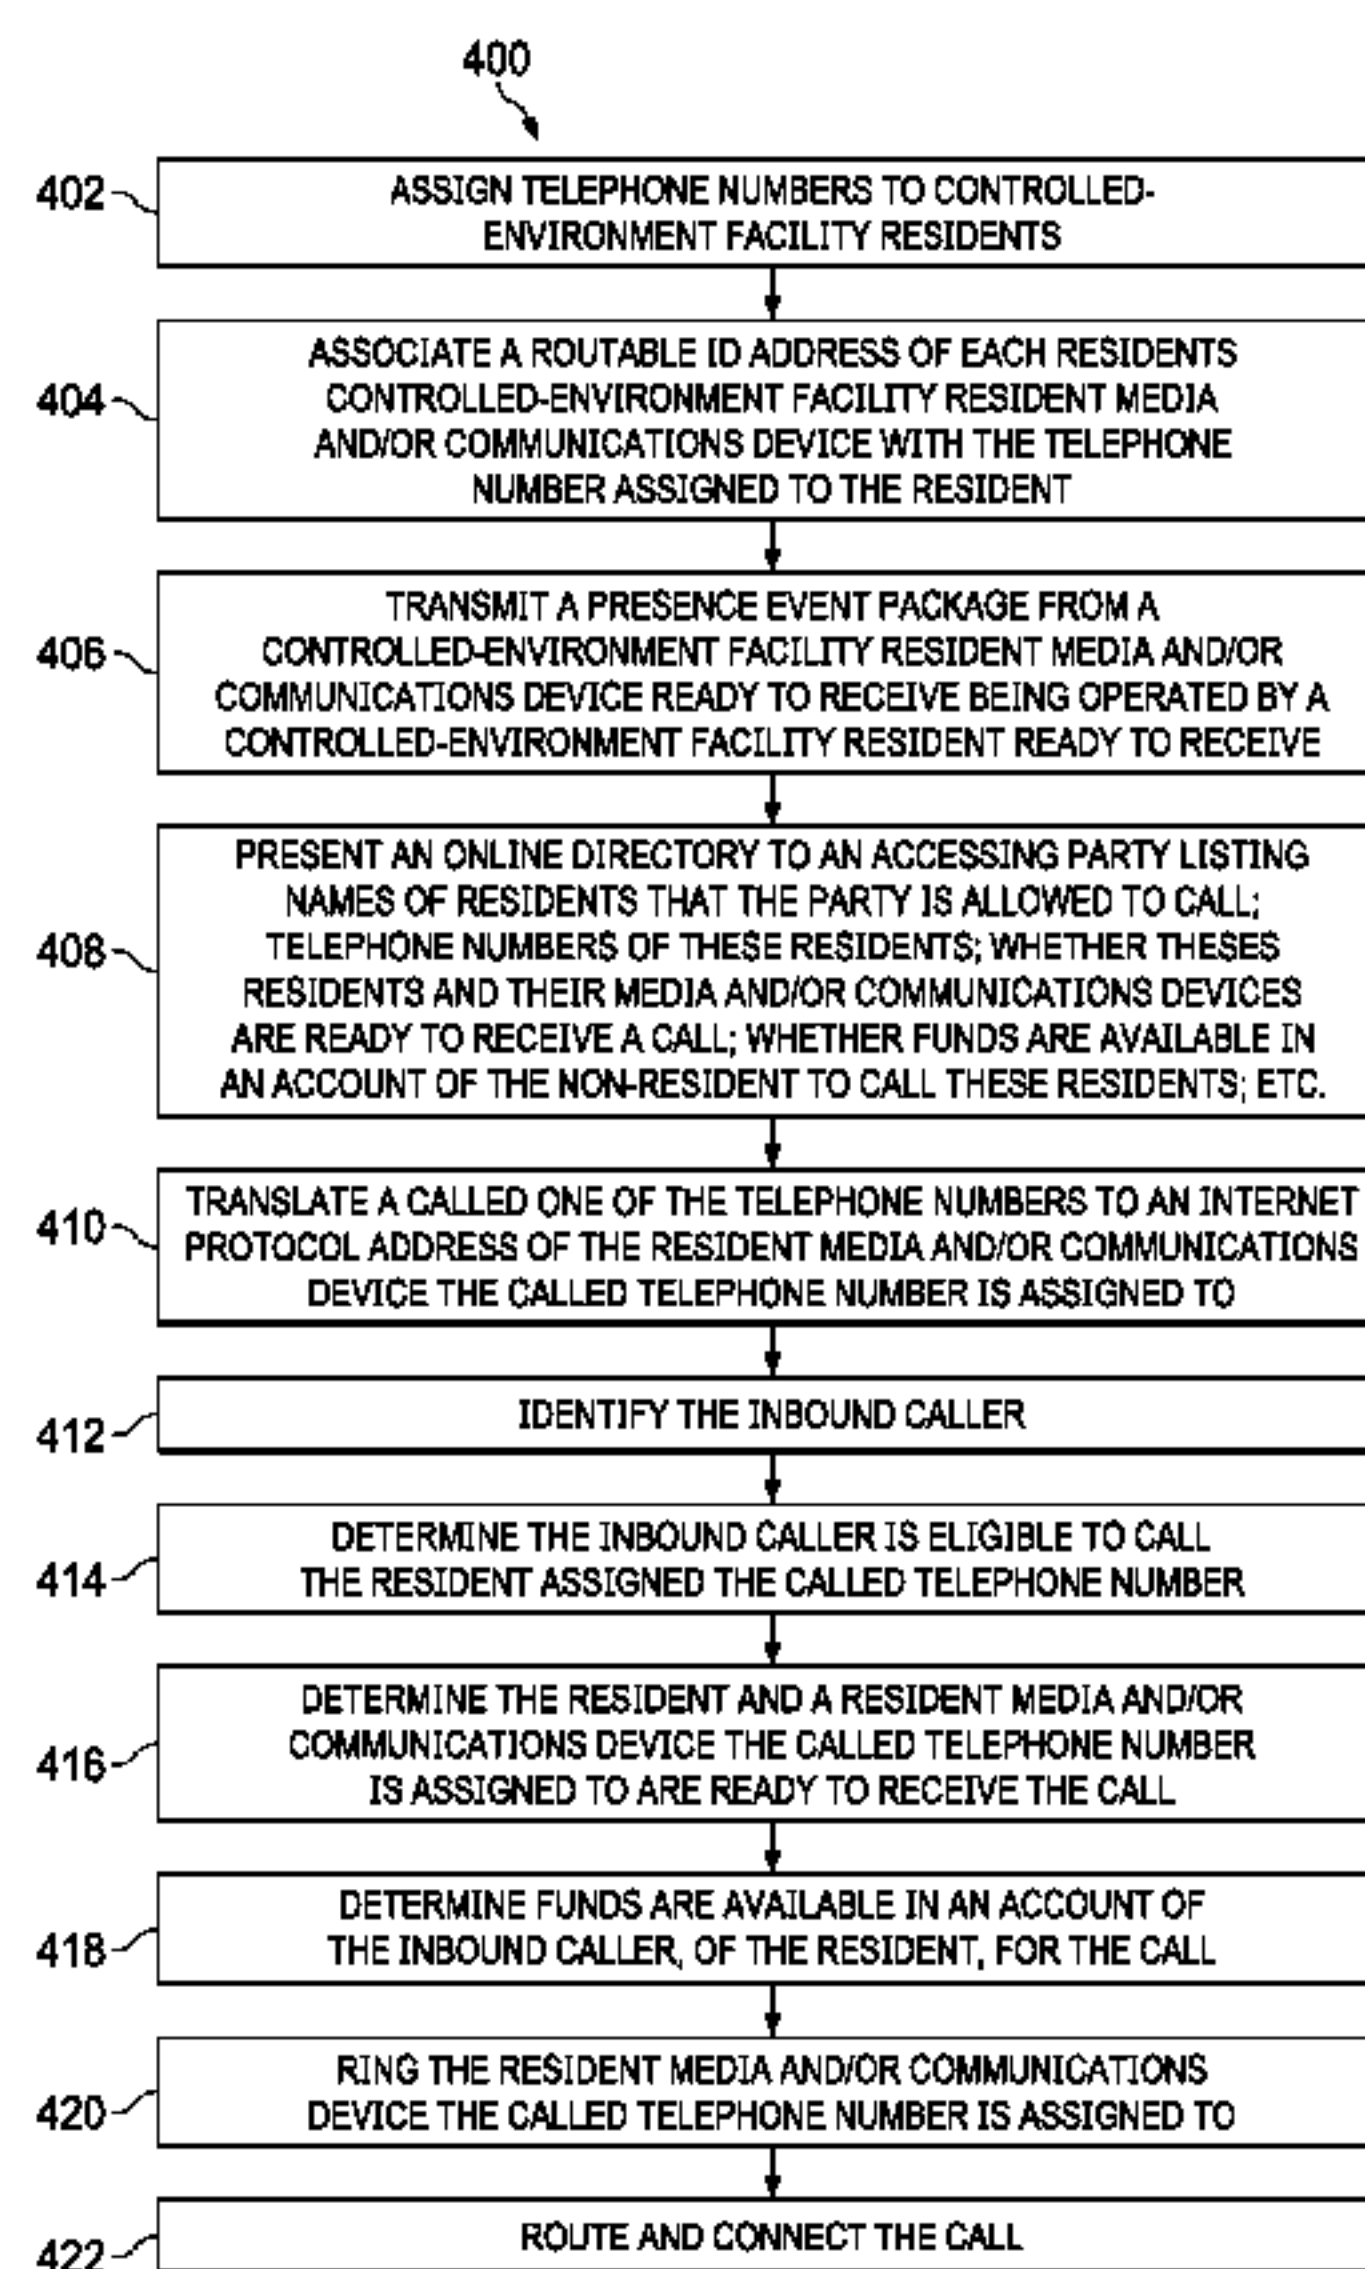 400
402
ASSIGN TELEPHONE NUMBERS TO CONTROLLED-
ENVIRONMENT FACILITY RESIDENTS
404
ASSOCIATE A ROUTABLE ID ADDRESS OF EACH RESIDENTS
CONTROLLED-ENVIRONMENT FACILITY RESIDENT MEDIA
AND/OR COMMUNICATIONS DEVICE WITH THE TELEPHONE
NUMBER ASSIGNED TO THE RESIDENT
406
TRANSMIT A PRESENCE EVENT PACKAGE FROM A
CONTROLLED-ENVIRONMENT FACILITY RESIDENT MEDIA AND/OR
COMMUNICATIONS DEVICE READY TO RECEIVE BEING OPERATED BY A
CONTROLLED-ENVIRONMENT FACILITY RESIDENT READY TO RECEIVE
408
PRESENT AN ONLINE DIRECTORY TO AN ACCESSING PARTY LISTING
NAMES OF RESIDENTS THAT THE PARTY IS ALLOWED TO CALL;
TELEPHONE NUMBERS OF THESE RESIDENTS; WHETHER THESES
RESIDENTS AND THEIR MEDIA AND/OR COMMUNICATIONS DEVICES
ARE READY TO RECEIVE A CALL; WHETHER FUNDS ARE AVAILABLE IN
AN ACCOUNT OF THE NON-RESIDENT TO CALL THESE RESIDENTS; ETC.
410
TRANSLATE A CALLED ONE OF THE TELEPHONE NUMBERS TO AN INTERNET
PROTOCOL ADDRESS OF THE RESIDENT MEDIA AND/OR COMMUNICATIONS
DEVICE THE CALLED TELEPHONE NUMBER IS ASSIGNED TO
412
IDENTIFY THE INBOUND CALLER
414
DETERMINE THE INBOUND CALLER IS ELIGIBLE TO CALL
THE RESIDENT ASSIGNED THE CALLED TELEPHONE NUMBER
416
DETERMINE THE RESIDENT AND A RESIDENT MEDIA AND/OR
COMMUNICATIONS DEVICE THE CALLED TELEPHONE NUMBER
IS ASSIGNED TO ARE READY TO RECEIVE THE CALL
418
DETERMINE FUNDS ARE AVAILABLE IN AN ACCOUNT OF
THE INBOUND CALLER, OF THE RESIDENT, FOR THE CALL
420
RING THE RESIDENT MEDIA AND/OR COMMUNICATIONS
DEVICE THE CALLED TELEPHONE NUMBER IS ASSIGNED TO
422
ROUTE AND CONNECT THE CALL